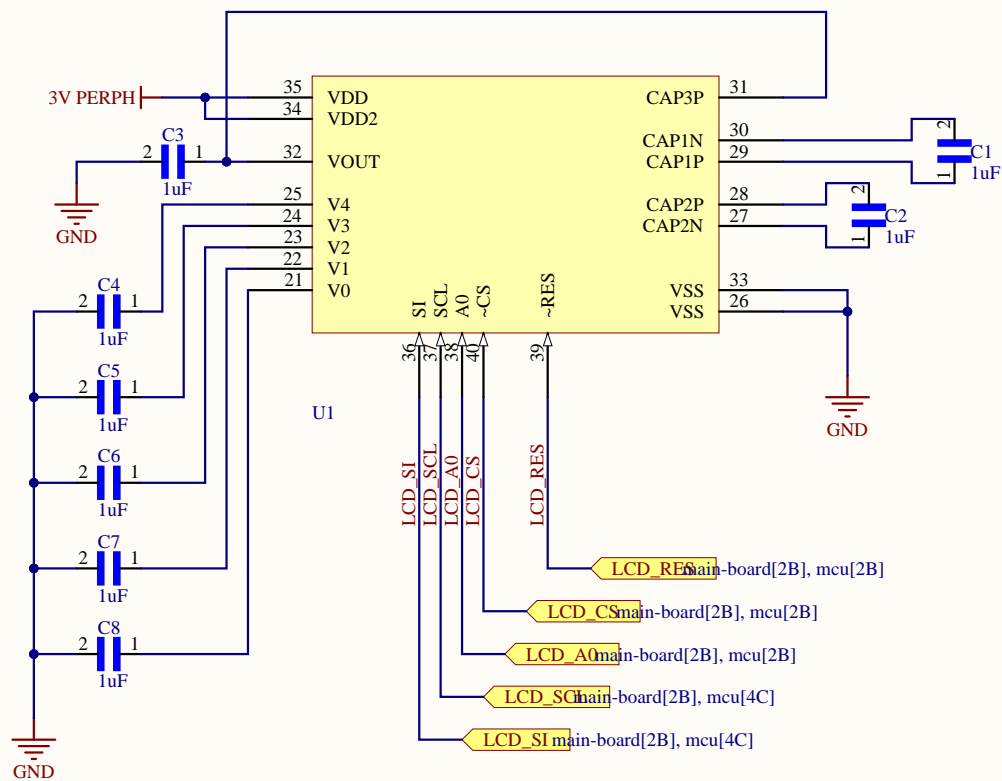 35 VDD CAP3P 31
3V PERPH
34 VDD2
C3
2 1 32 VOUT
1uF
CAP1N 30
CAP1P 29
2
1
C1
1uF
GND
25 V4
24 V3
23 V2
22 V1
21 V0
CAP2P 28
CAP2N 27
2
1
C2
1uF
VSS 33
VSS 26
GND
C4
2 1
1uF
C5
2 1
1uF
C6
2 1
1uF
C7
2 1
1uF
C8
2 1
1uF
GND
SI
SCL
A0
~CS
~RES
36
37
38
40
39
U1
LCD_SI
LCD_SCL
LCD_A0
LCD_CS
LCD_RES
LCD_RES main-board[2B], mcu[2B]
LCD_CS main-board[2B], mcu[2B]
LCD_A0 main-board[2B], mcu[2B]
LCD_SCL main-board[2B], mcu[4C]
LCD_SI main-board[2B], mcu[4C]